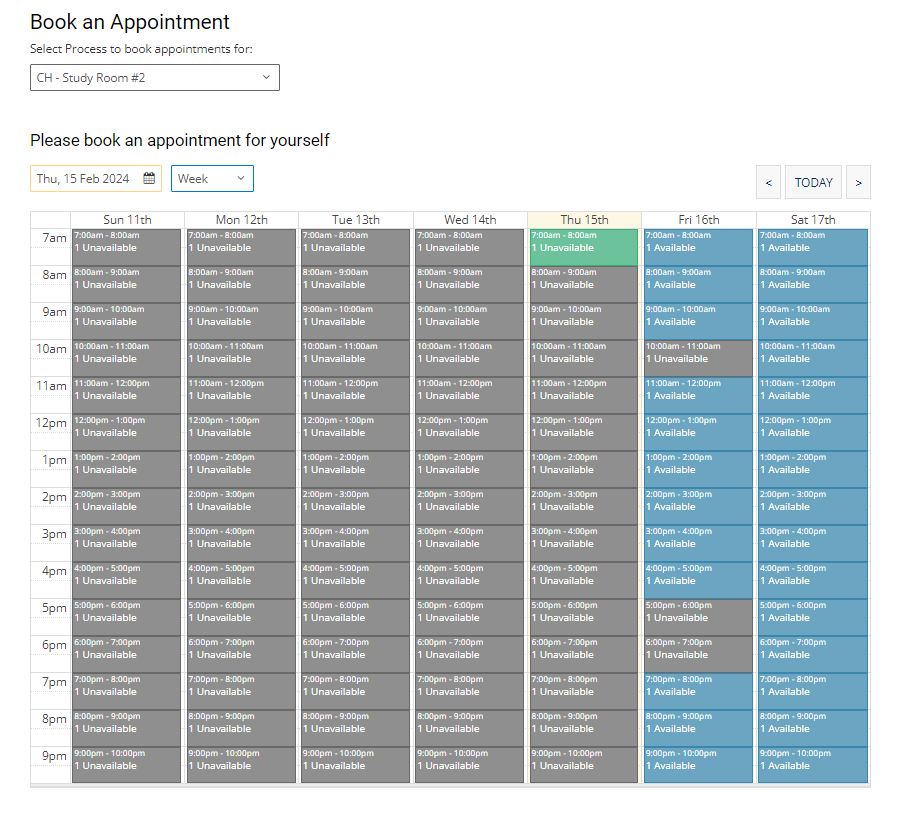 Book an Appointment
Select Process to book appointments for:
CH - Study Room #2
Please book an appointment for yourself
Thu, 15 Feb 2024 Week < TODAY >
Sun 11th Mon 12th Tue 13th Wed 14th Thu 15th Fri 16th Sat 17th
7am 7:00am - 8:00am 7:00am - 8:00am 7:00am - 8:00am 7:00am - 8:00am 7:00am - 8:00am 7:00am - 8:00am 7:00am - 8:00am
1 Unavailable 1 Unavailable 1 Unavailable 1 Unavailable 1 Unavailable 1 Available 1 Available
8am 8:00am - 9:00am 8:00am - 9:00am 8:00am - 9:00am 8:00am - 9:00am 8:00am - 9:00am 8:00am - 9:00am 8:00am - 9:00am
1 Unavailable 1 Unavailable 1 Unavailable 1 Unavailable 1 Unavailable 1 Available 1 Available
9am 9:00am - 10:00am 9:00am - 10:00am 9:00am - 10:00am 9:00am - 10:00am 9:00am - 10:00am 9:00am - 10:00am 9:00am - 10:00am
1 Unavailable 1 Unavailable 1 Unavailable 1 Unavailable 1 Unavailable 1 Available 1 Available
10am 10:00am - 11:00am 10:00am - 11:00am 10:00am - 11:00am 10:00am - 11:00am 10:00am - 11:00am 10:00am - 11:00am 10:00am - 11:00am
1 Unavailable 1 Unavailable 1 Unavailable 1 Unavailable 1 Unavailable 1 Unavailable 1 Available
11am 11:00am - 12:00pm 11:00am - 12:00pm 11:00am - 12:00pm 11:00am - 12:00pm 11:00am - 12:00pm 11:00am - 12:00pm 11:00am - 12:00pm
1 Unavailable 1 Unavailable 1 Unavailable 1 Unavailable 1 Unavailable 1 Available 1 Available
12pm 12:00pm - 1:00pm 12:00pm - 1:00pm 12:00pm - 1:00pm 12:00pm - 1:00pm 12:00pm - 1:00pm 12:00pm - 1:00pm 12:00pm - 1:00pm
1 Unavailable 1 Unavailable 1 Unavailable 1 Unavailable 1 Unavailable 1 Available 1 Available
1pm 1:00pm - 2:00pm 1:00pm - 2:00pm 1:00pm - 2:00pm 1:00pm - 2:00pm 1:00pm - 2:00pm 1:00pm - 2:00pm 1:00pm - 2:00pm
1 Unavailable 1 Unavailable 1 Unavailable 1 Unavailable 1 Unavailable 1 Available 1 Available
2pm 2:00pm - 3:00pm 2:00pm - 3:00pm 2:00pm - 3:00pm 2:00pm - 3:00pm 2:00pm - 3:00pm 2:00pm - 3:00pm 2:00pm - 3:00pm
1 Unavailable 1 Unavailable 1 Unavailable 1 Unavailable 1 Unavailable 1 Available 1 Available
3pm 3:00pm - 4:00pm 3:00pm - 4:00pm 3:00pm - 4:00pm 3:00pm - 4:00pm 3:00pm - 4:00pm 3:00pm - 4:00pm 3:00pm - 4:00pm
1 Unavailable 1 Unavailable 1 Unavailable 1 Unavailable 1 Unavailable 1 Available 1 Available
4pm 4:00pm - 5:00pm 4:00pm - 5:00pm 4:00pm - 5:00pm 4:00pm - 5:00pm 4:00pm - 5:00pm 4:00pm - 5:00pm 4:00pm - 5:00pm
1 Unavailable 1 Unavailable 1 Unavailable 1 Unavailable 1 Unavailable 1 Available 1 Available
5pm 5:00pm - 6:00pm 5:00pm - 6:00pm 5:00pm - 6:00pm 5:00pm - 6:00pm 5:00pm - 6:00pm 5:00pm - 6:00pm 5:00pm - 6:00pm
1 Unavailable 1 Unavailable 1 Unavailable 1 Unavailable 1 Unavailable 1 Unavailable 1 Available
6pm 6:00pm - 7:00pm 6:00pm - 7:00pm 6:00pm - 7:00pm 6:00pm - 7:00pm 6:00pm - 7:00pm 6:00pm - 7:00pm 6:00pm - 7:00pm
1 Unavailable 1 Unavailable 1 Unavailable 1 Unavailable 1 Unavailable 1 Unavailable 1 Available
7pm 7:00pm - 8:00pm 7:00pm - 8:00pm 7:00pm - 8:00pm 7:00pm - 8:00pm 7:00pm - 8:00pm 7:00pm - 8:00pm 7:00pm - 8:00pm
1 Unavailable 1 Unavailable 1 Unavailable 1 Unavailable 1 Unavailable 1 Available 1 Available
8pm 8:00pm - 9:00pm 8:00pm - 9:00pm 8:00pm - 9:00pm 8:00pm - 9:00pm 8:00pm - 9:00pm 8:00pm - 9:00pm 8:00pm - 9:00pm
1 Unavailable 1 Unavailable 1 Unavailable 1 Unavailable 1 Unavailable 1 Available 1 Available
9pm 9:00pm - 10:00pm 9:00pm - 10:00pm 9:00pm - 10:00pm 9:00pm - 10:00pm 9:00pm - 10:00pm 9:00pm - 10:00pm 9:00pm - 10:00pm
1 Unavailable 1 Unavailable 1 Unavailable 1 Unavailable 1 Unavailable 1 Available 1 Available